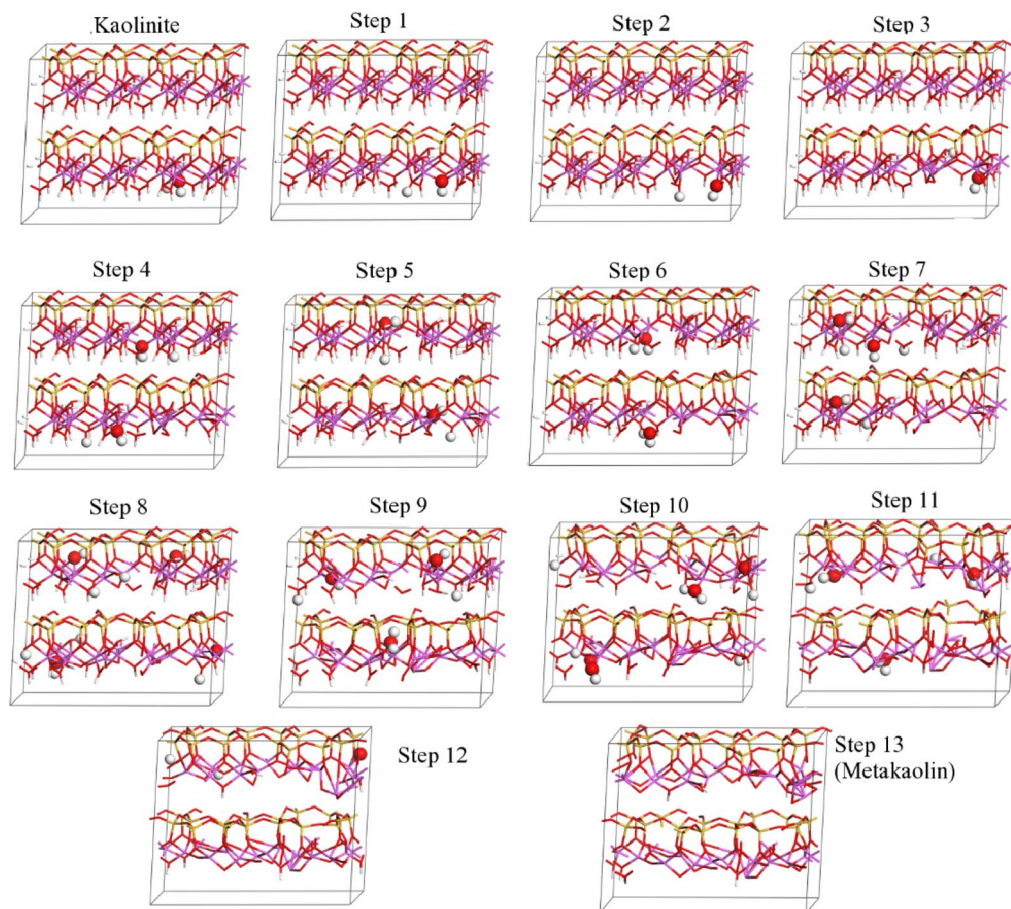 Kaolinite
Step 1
Step 2
Step 3
Step 4
Step 5
Step 6
Step 7
Step 8
Step 9
Step 10
Step 11
Step 12
Step 13
(Metakaolin)